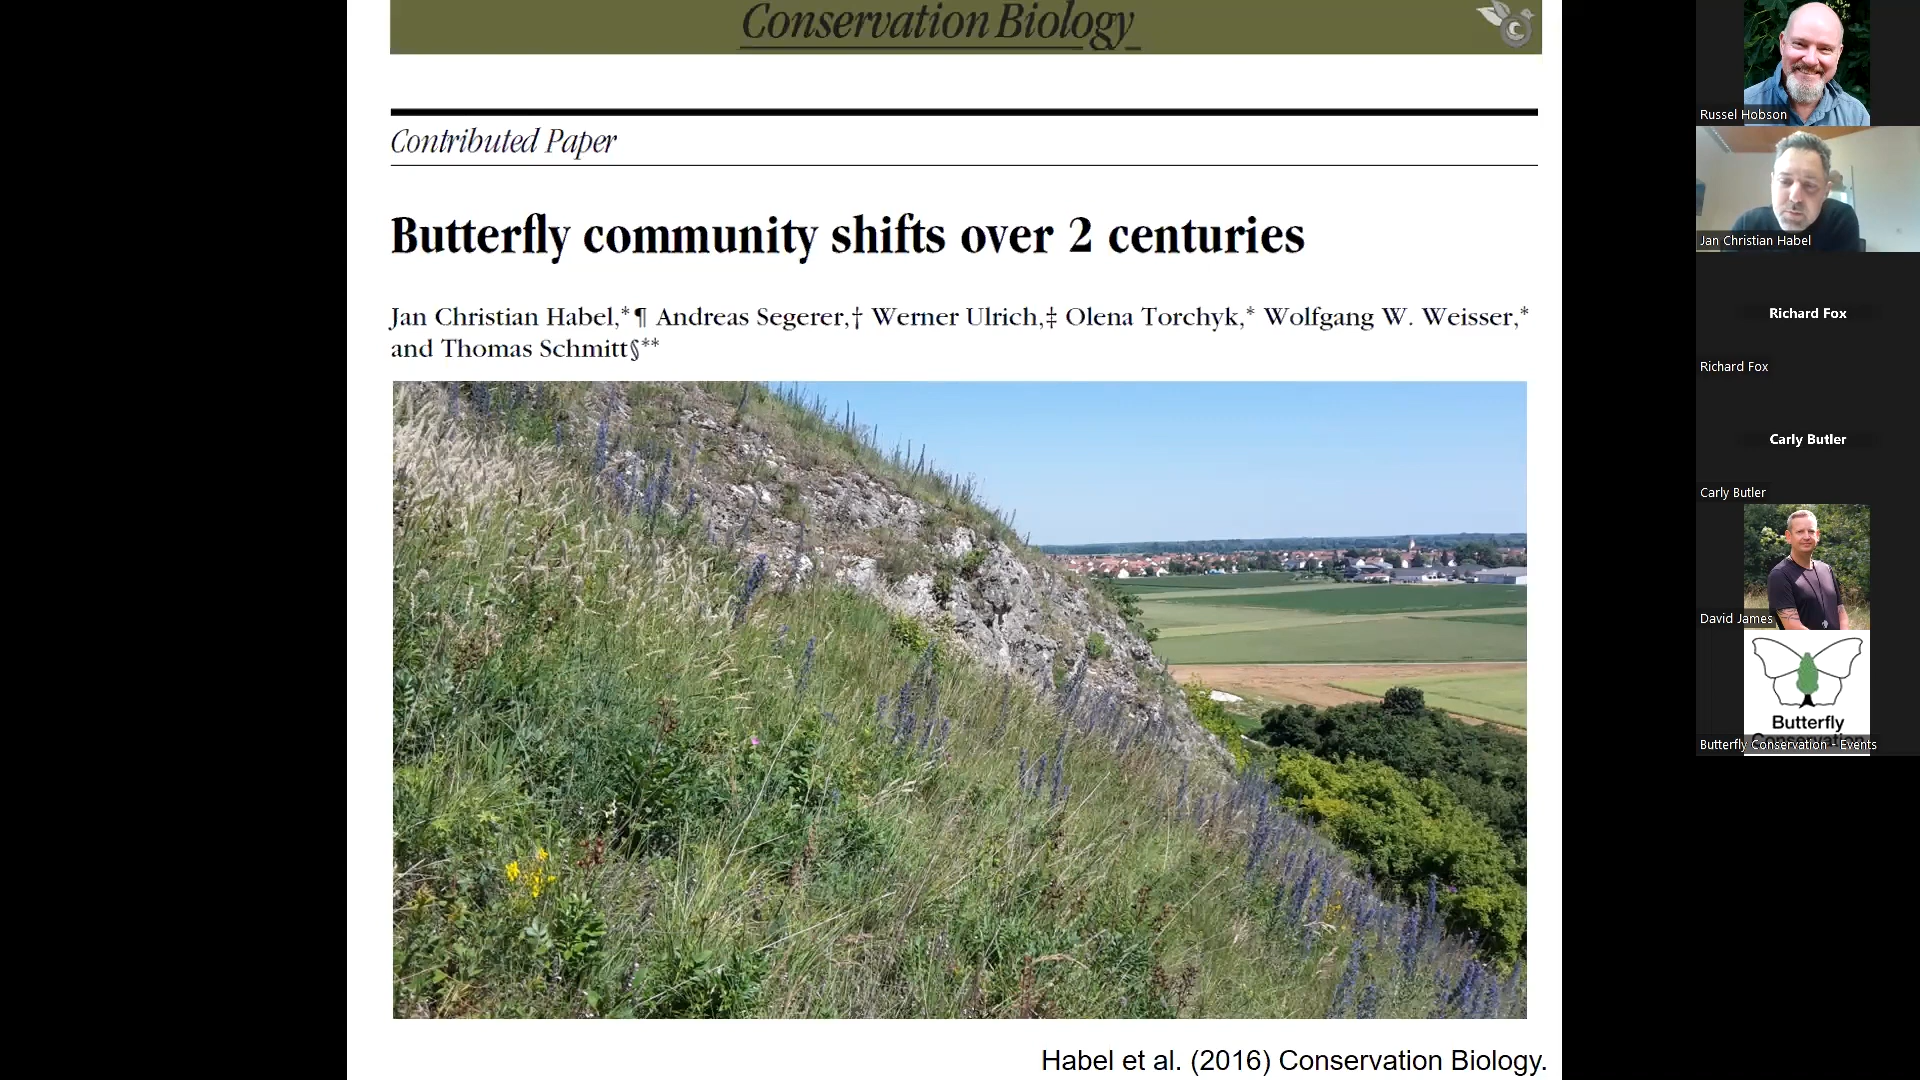 Conservation Biology
Contributed Paper
Butterfly community shifts over 2 centuries
Jan Christian Habel,*¶ Andreas Segerer,† Werner Ulrich,‡ Olena Torchyk,* Wolfgang W. Weisser,*
and Thomas Schmitt§**
Habel et al. (2016) Conservation Biology.
Russel Hobson
Jan Christian Habel
Richard Fox
Richard Fox
Carly Butler
Carly Butler
David James
Butterfly
Conservation
Butterfly Conservation - Events